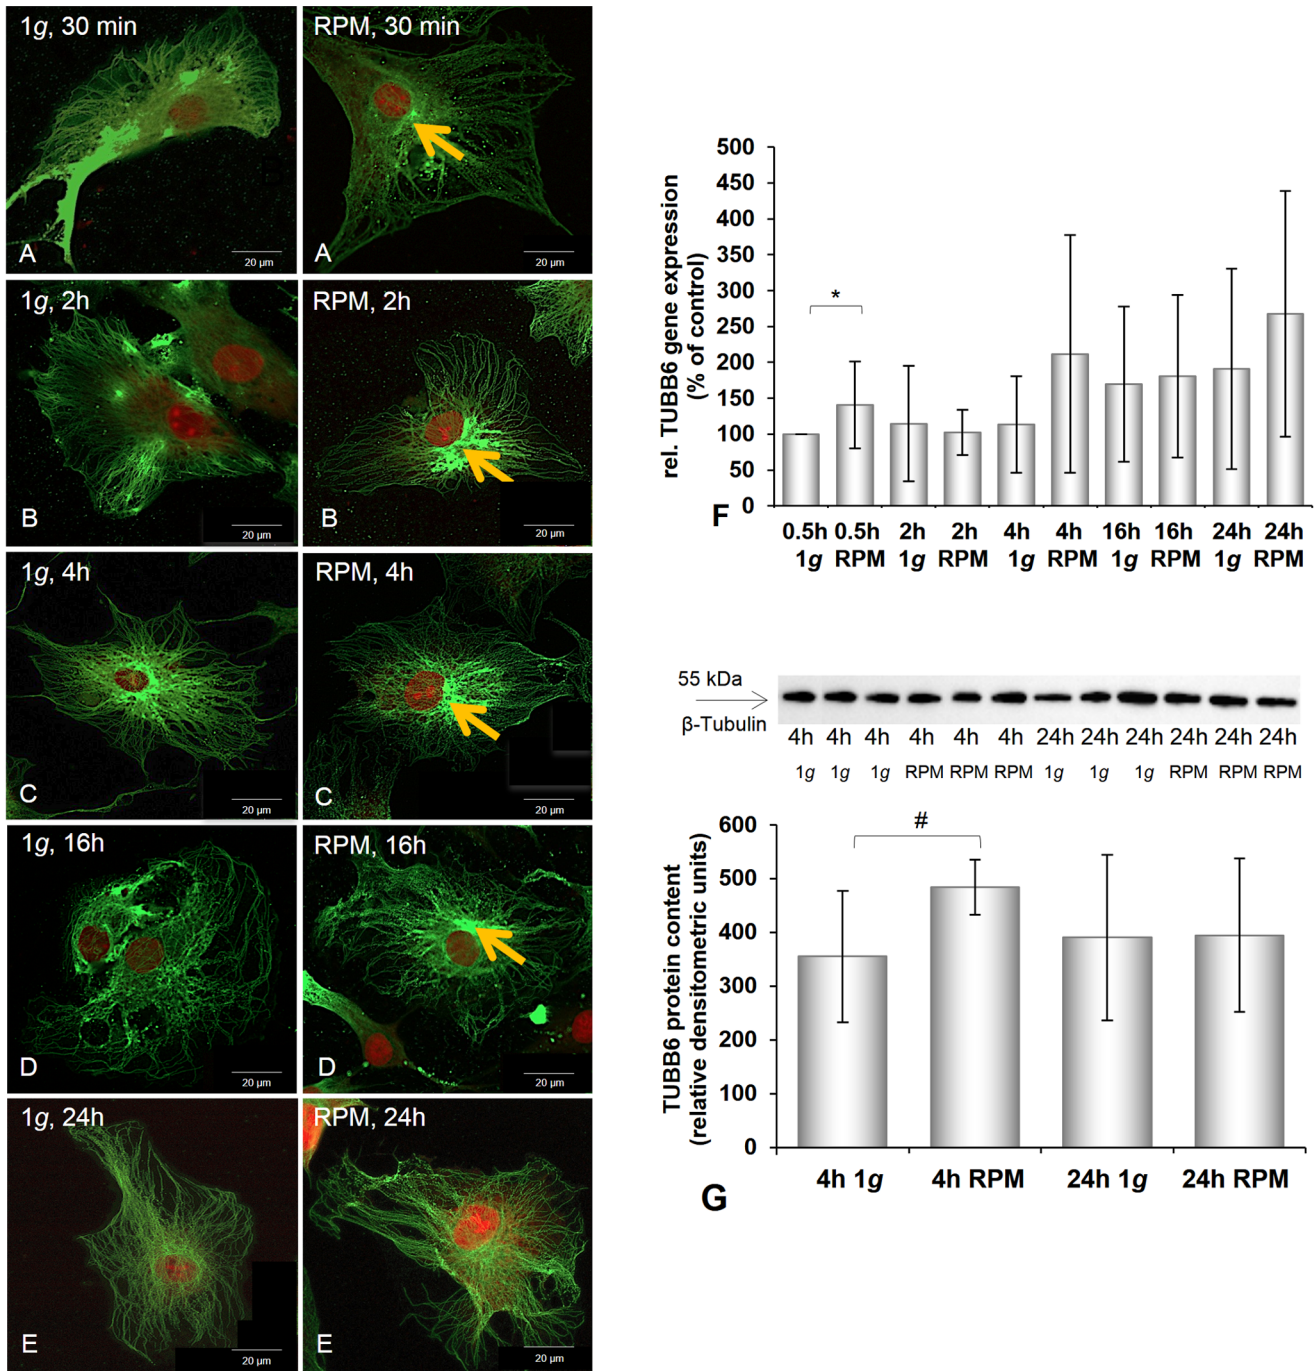 1g, 30 min
A
20 µm
RPM, 30 min
A
20 µm
1g, 2h
B
20 µm
RPM, 2h
B
20 µm
1g, 4h
C
20 µm
RPM, 4h
C
20 µm
1g, 16h
D
20 µm
RPM, 16h
D
20 µm
1g, 24h
E
20 µm
RPM, 24h
E
20 µm
rel. TUBB6 gene expression
(% of control)
500
450
400
350
300
250
200
150
100
50
0
*
F
0.5h 0.5h 2h 2h 4h 4h 16h 16h 24h 24h
1g RPM 1g RPM 1g RPM 1g RPM 1g RPM
55 kDa
β-Tubulin
4h 4h 4h 4h 4h 4h 24h 24h 24h 24h 24h 24h
1g 1g 1g RPM RPM RPM 1g 1g 1g RPM RPM RPM
TUBB6 protein content
(relative densitometric units)
600
500
400
300
200
100
0
#
4h 1g 4h RPM 24h 1g 24h RPM
G